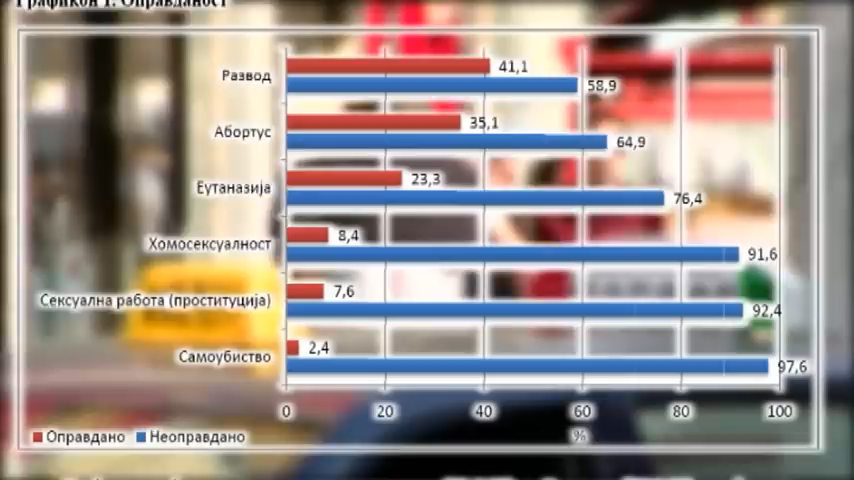 Графикон 1. Оправданост
Развод
41,1
58,9
Абортус
35,1
64,9
Еутаназија
23,3
76,4
Хомосексуалност
8,4
91,6
Сексуална работа (проституција)
7,6
92,4
Самоубиство
2,4
97,6
0 20 40 60 80 100
Оправдано Неоправдано %